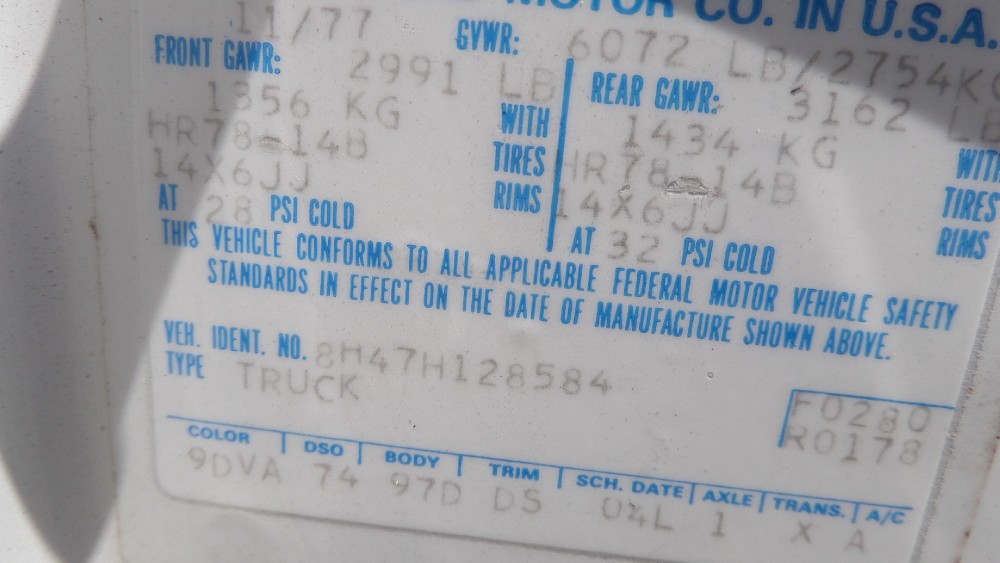 MOTOR CO. IN U.S.A.
11/77 GVWR: 6072 LB/2754KG
FRONT GAWR: 2991 LB REAR GAWR: 3162 LB
1356 KG WITH 1434 KG WITH
HR78-14B TIRES HR78-14B TIRES
14X6JJ RIMS 14X6JJ RIMS
AT 28 PSI COLD AT 32 PSI COLD
THIS VEHICLE CONFORMS TO ALL APPLICABLE FEDERAL MOTOR VEHICLE SAFETY
STANDARDS IN EFFECT ON THE DATE OF MANUFACTURE SHOWN ABOVE.
VEH. IDENT. NO. 8H47H128584
TYPE TRUCK
F0280
R0178
COLOR DSO BODY TRIM SCH. DATE AXLE TRANS. A/C
9DVA 74 97D DS 04L 1 X A